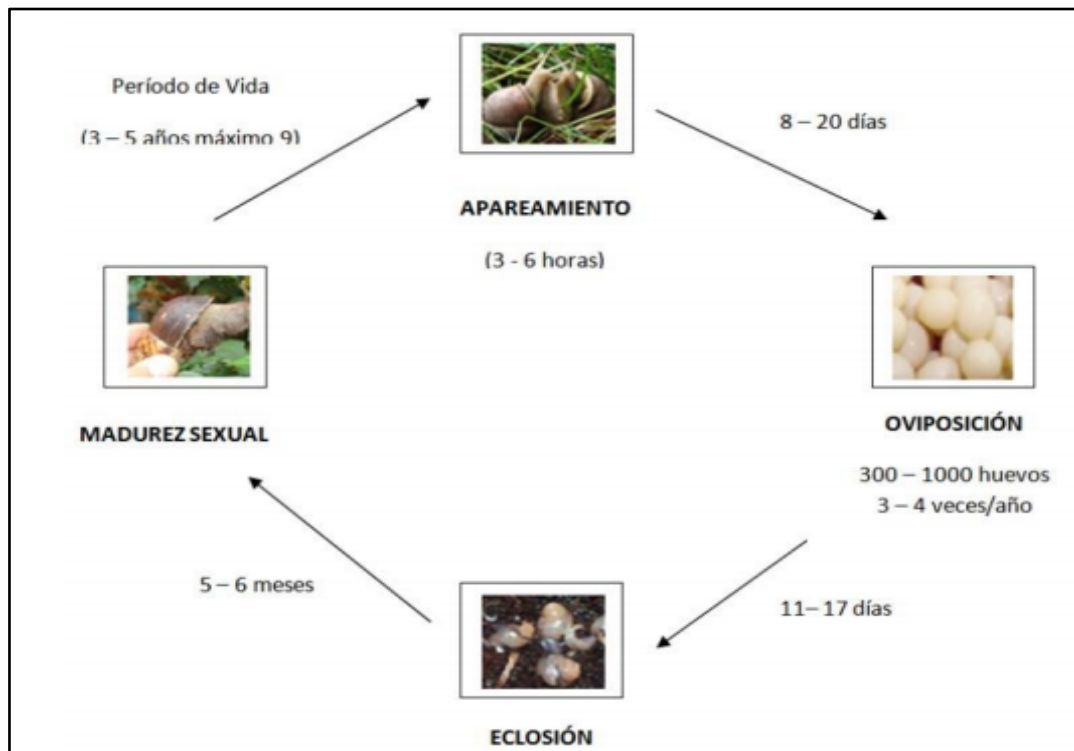 Período de Vida
(3 – 5 años máximo 9)
APAREAMIENTO
(3 - 6 horas)
8 – 20 días
OVIPOSICIÓN
300 – 1000 huevos
3 – 4 veces/año
11– 17 días
ECLOSIÓN
5 – 6 meses
MADUREZ SEXUAL